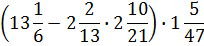 (13 1/6 − 2 2/13 · 2 10/21) · 1 5/47